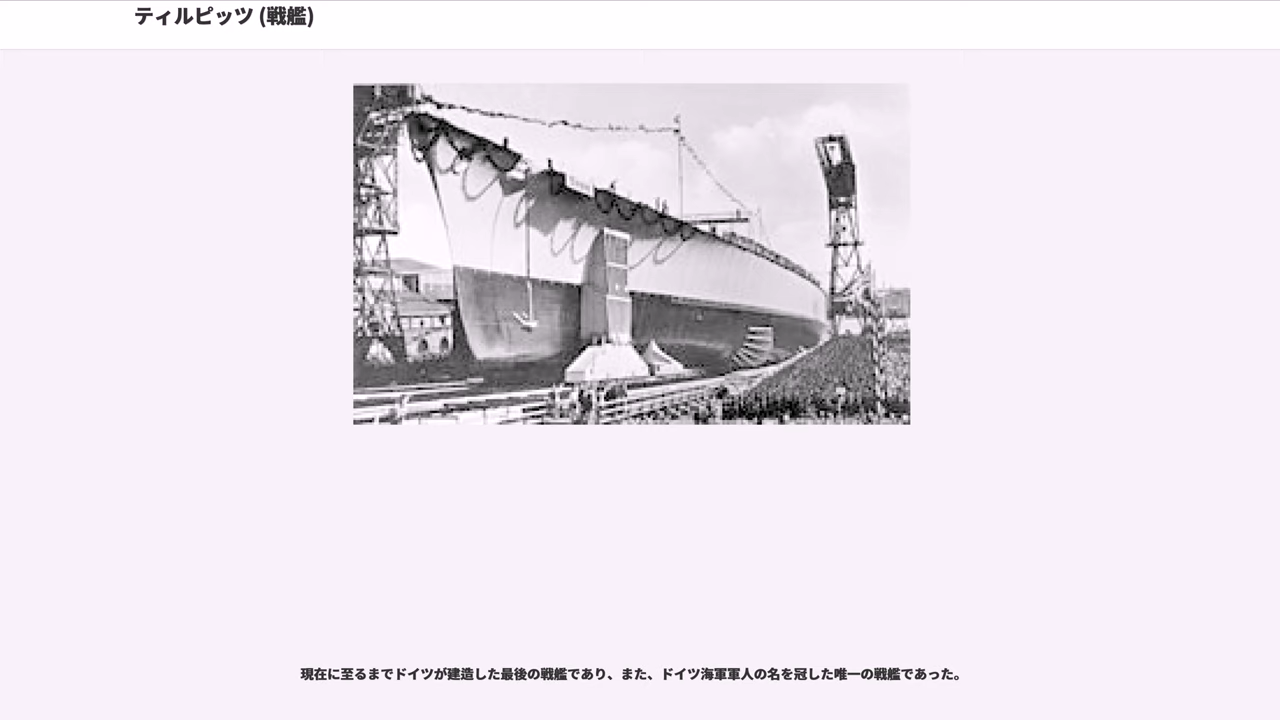 ティルピッツ (戦艦)
現在に至るまでドイツが建造した最後の戦艦であり、また、ドイツ海軍軍人の名を冠した唯一の戦艦であった。